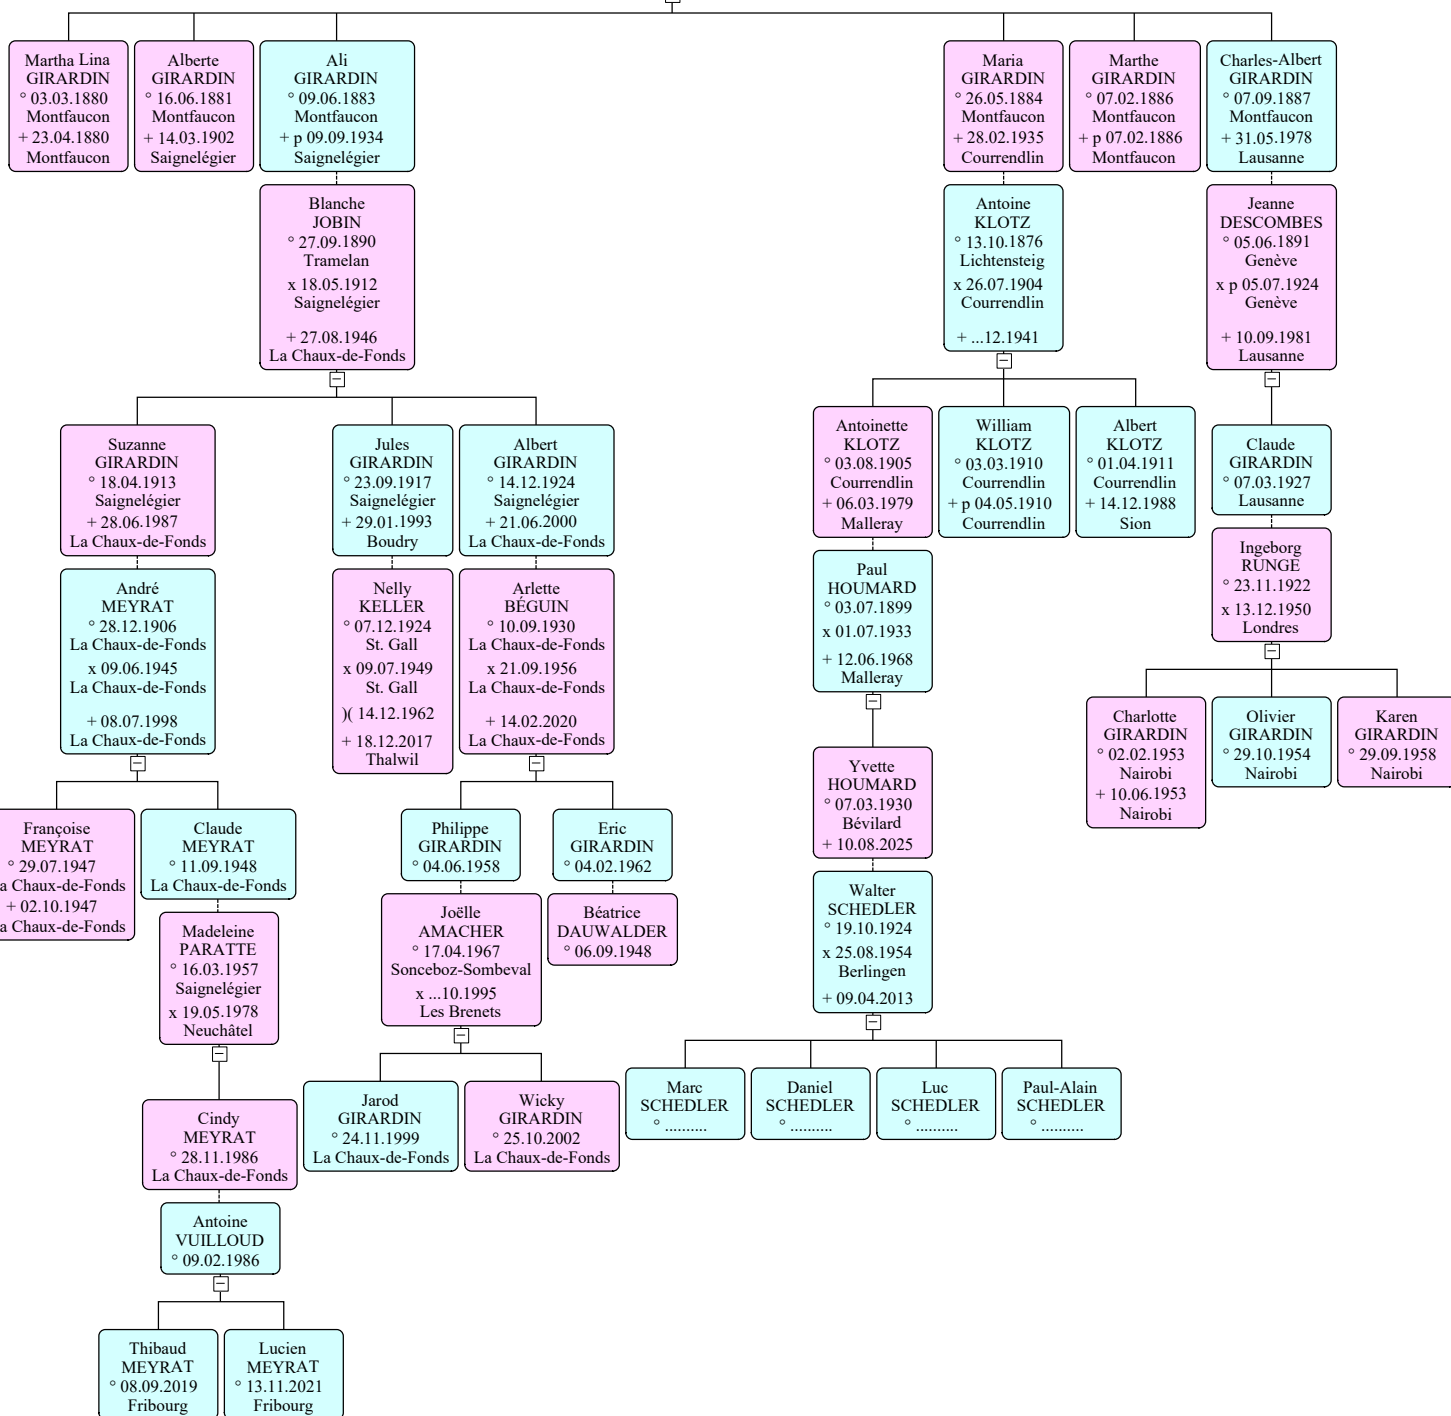 Martha Lina
GIRARDIN
° 03.03.1880
Montfaucon
+ 23.04.1880
Montfaucon
Alberte
GIRARDIN
° 16.06.1881
Montfaucon
+ 14.03.1902
Saignelégier
Ali
GIRARDIN
° 09.06.1883
Montfaucon
+ p 09.09.1934
Saignelégier
Maria
GIRARDIN
° 26.05.1884
Montfaucon
+ 28.02.1935
Courrendlin
Marthe
GIRARDIN
° 07.02.1886
Montfaucon
+ p 07.02.1886
Montfaucon
Charles-Albert
GIRARDIN
° 07.09.1887
Montfaucon
+ 31.05.1978
Lausanne
Blanche
JOBIN
° 27.09.1890
Tramelan
x 18.05.1912
Saignelégier
+ 27.08.1946
La Chaux-de-Fonds
Antoine
KLOTZ
° 13.10.1876
Lichtensteig
x 26.07.1904
Courrendlin
+ ...12.1941
Jeanne
DESCOMBES
° 05.06.1891
Genève
x p 05.07.1924
Genève
+ 10.09.1981
Lausanne
Suzanne
GIRARDIN
° 18.04.1913
Saignelégier
+ 28.06.1987
La Chaux-de-Fonds
Jules
GIRARDIN
° 23.09.1917
Saignelégier
+ 29.01.1993
Boudry
Albert
GIRARDIN
° 14.12.1924
Saignelégier
+ 21.06.2000
La Chaux-de-Fonds
Antoinette
KLOTZ
° 03.08.1905
Courrendlin
+ 06.03.1979
Malleray
William
KLOTZ
° 03.03.1910
Courrendlin
+ p 04.05.1910
Courrendlin
Albert
KLOTZ
° 01.04.1911
Courrendlin
+ 14.12.1988
Sion
Claude
GIRARDIN
° 07.03.1927
Lausanne
André
MEYRAT
° 28.12.1906
La Chaux-de-Fonds
x 09.06.1945
La Chaux-de-Fonds
+ 08.07.1998
La Chaux-de-Fonds
Nelly
KELLER
° 07.12.1924
St. Gall
x 09.07.1949
St. Gall
)( 14.12.1962
+ 18.12.2017
Thalwil
Arlette
BÉGUIN
° 10.09.1930
La Chaux-de-Fonds
x 21.09.1956
La Chaux-de-Fonds
+ 14.02.2020
La Chaux-de-Fonds
Paul
HOUMARD
° 03.07.1899
x 01.07.1933
+ 12.06.1968
Malleray
Ingeborg
RUNGE
° 23.11.1922
x 13.12.1950
Londres
Charlotte
GIRARDIN
° 02.02.1953
Nairobi
+ 10.06.1953
Nairobi
Olivier
GIRARDIN
° 29.10.1954
Nairobi
Karen
GIRARDIN
° 29.09.1958
Nairobi
Yvette
HOUMARD
° 07.03.1930
Bévilard
+ 10.08.2025
Françoise
MEYRAT
° 29.07.1947
a Chaux-de-Fonds
+ 02.10.1947
a Chaux-de-Fonds
Claude
MEYRAT
° 11.09.1948
La Chaux-de-Fonds
Philippe
GIRARDIN
° 04.06.1958
Eric
GIRARDIN
° 04.02.1962
Walter
SCHEDLER
° 19.10.1924
x 25.08.1954
Berlingen
+ 09.04.2013
Madeleine
PARATTE
° 16.03.1957
Saignelégier
x 19.05.1978
Neuchâtel
Joëlle
AMACHER
° 17.04.1967
Sonceboz-Sombeval
x ...10.1995
Les Brenets
Béatrice
DAUWALDER
° 06.09.1948
Marc
SCHEDLER
° ..........
Daniel
SCHEDLER
° ..........
Luc
SCHEDLER
° ..........
Paul-Alain
SCHEDLER
° ..........
Cindy
MEYRAT
° 28.11.1986
La Chaux-de-Fonds
Jarod
GIRARDIN
° 24.11.1999
La Chaux-de-Fonds
Wicky
GIRARDIN
° 25.10.2002
La Chaux-de-Fonds
Antoine
VUILLOUD
° 09.02.1986
Thibaud
MEYRAT
° 08.09.2019
Fribourg
Lucien
MEYRAT
° 13.11.2021
Fribourg